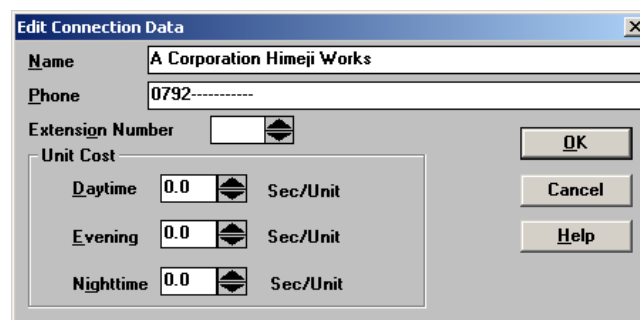 Edit Connection Data
Name A Corporation Himeji Works
Phone 0792-----------
Extension Number
OK
Unit Cost
Daytime 0.0 Sec/Unit
Cancel
Evening 0.0 Sec/Unit
Help
Nighttime 0.0 Sec/Unit